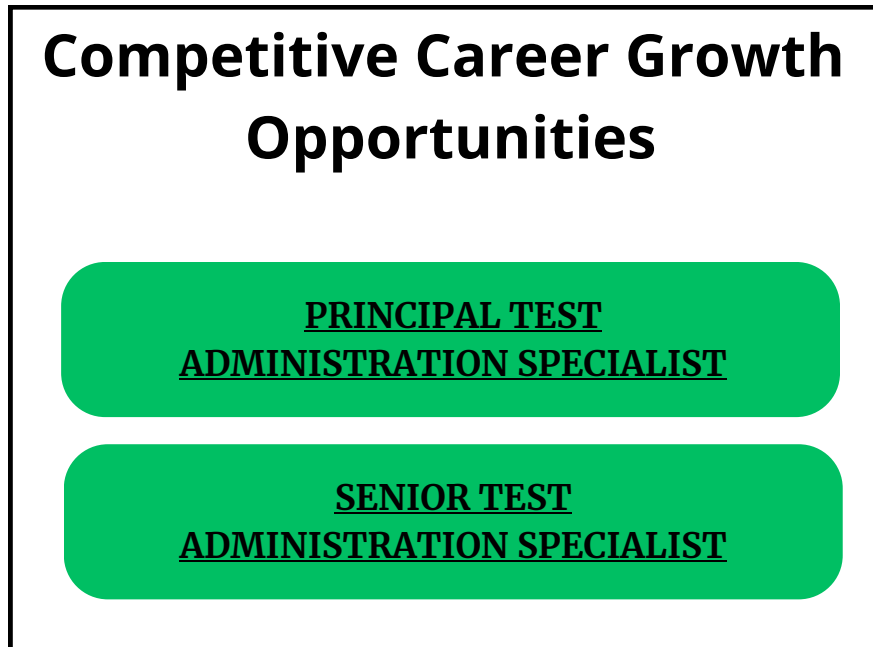 Competitive Career Growth
Opportunities
PRINCIPAL TEST
ADMINISTRATION SPECIALIST
SENIOR TEST
ADMINISTRATION SPECIALIST